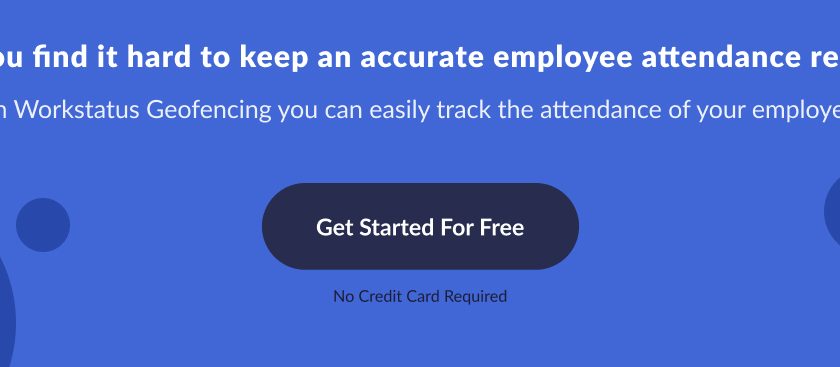 ou find it hard to keep an accurate employee attendance re
n Workstatus Geofencing you can easily track the attendance of your employe
Get Started For Free
No Credit Card Required